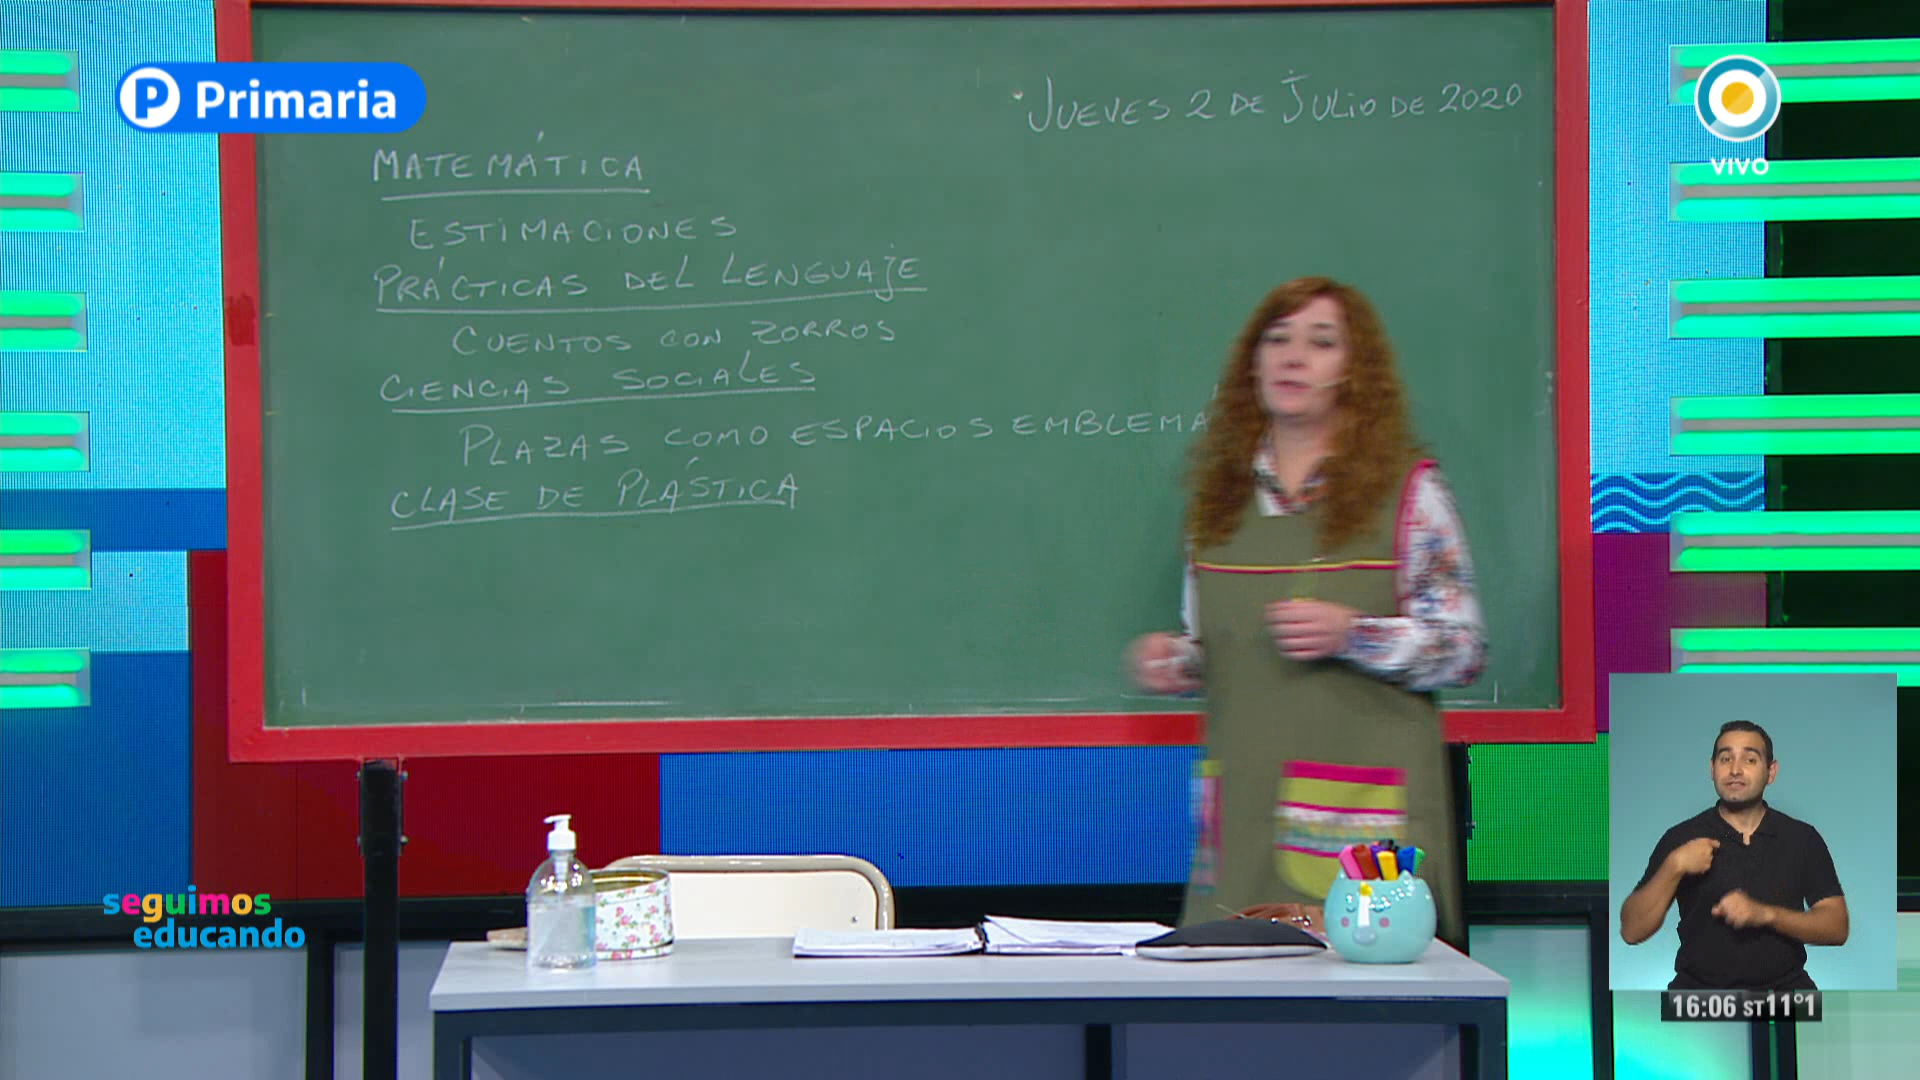 Primaria
JUEVES 2 DE JULIO DE 2020
VIVO
MATEMÁTICA
ESTIMACIONES
PRÁCTICAS DEL LENGUAJE
CUENTOS CON ZORROS
CIENCIAS SOCIALES
PLAZAS COMO ESPACIOS EMBLEMÁ
CLASE DE PLÁSTICA
seguimos
educando
16:06 ST11°1